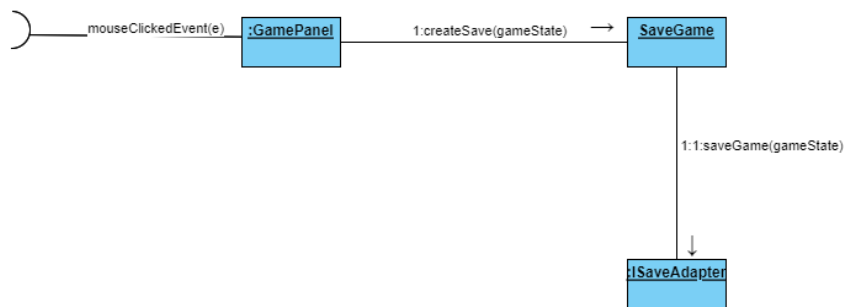 mouseClickedEvent(e)
:GamePanel
1:createSave(gameState)
SaveGame
1:1:saveGame(gameState)
:ISaveAdapter